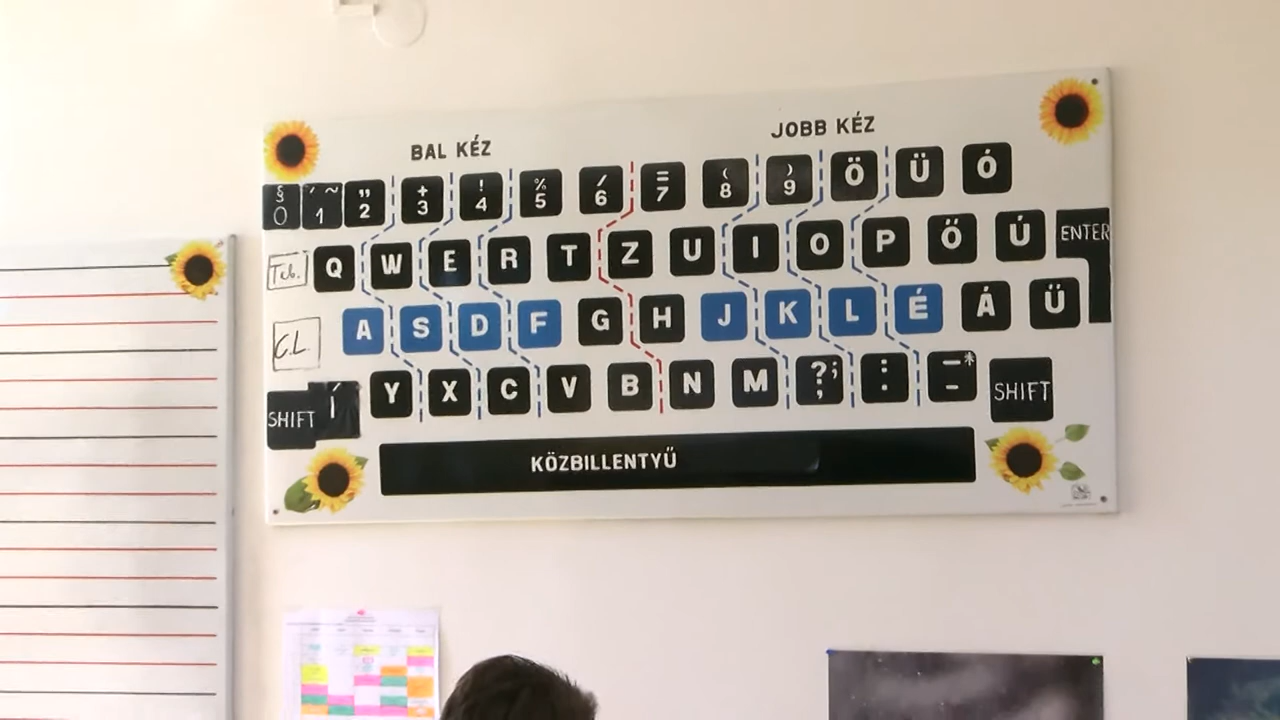 BAL KÉZ JOBB KÉZ
§ 0 ' ~ 1 " 2 + 3 ! 4 % 5 / 6 = 7 ( 8 ) 9 Ö Ü Ó
Tab. Q W E R T Z U I O P Ő Ú ENTER
C.L. A S D F G H J K L É Á Ü
SHIFT Í Y X C V B N M ? ; , : . — * - SHIFT
KÖZBILLENTYŰ